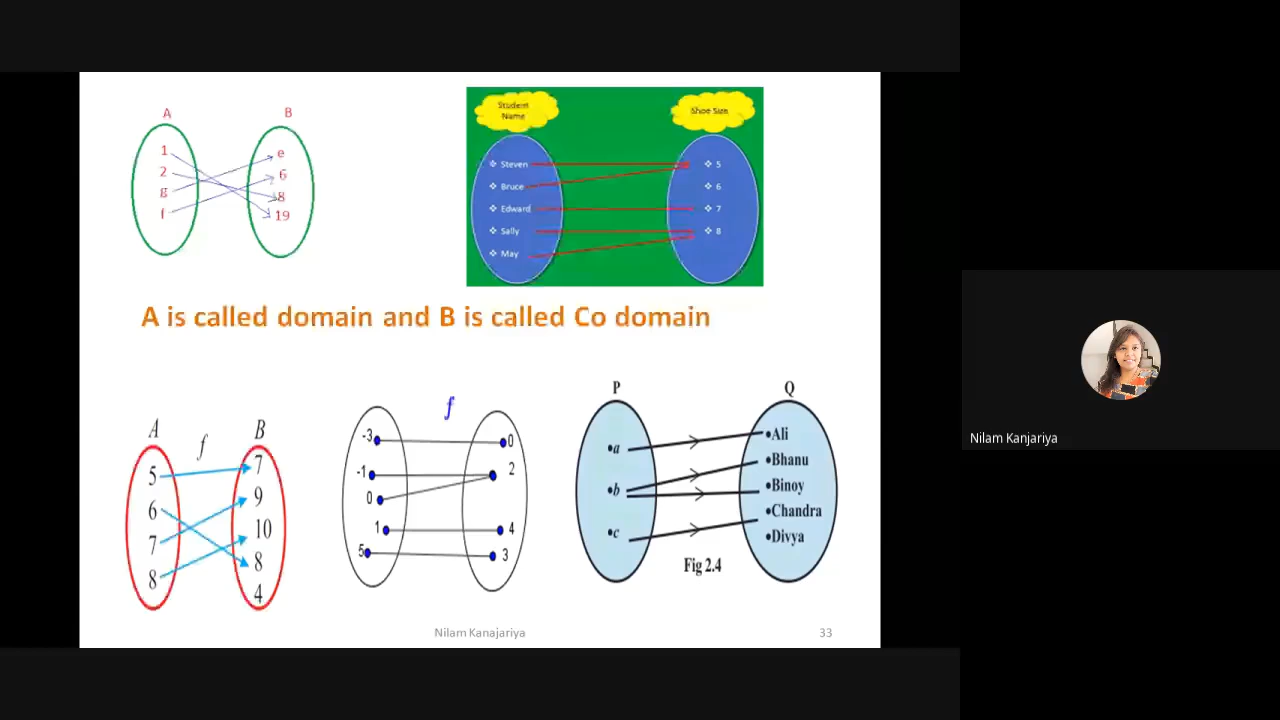 A B
1 e
2 6
g 8
f 19
Student
Name
Shoe Size
❖ Steven ❖ 5
❖ Bruce ❖ 6
❖ Edward ❖ 7
❖ Sally ❖ 8
❖ May
A is called domain and B is called Co domain
A f B
5 7
6 9
7 10
8 8
4
f
-3 0
-1 2
0
1 4
5 3
P Q
•a •Ali
•Bhanu
•b •Binoy
•c •Chandra
•Divya
Fig 2.4
Nilam Kanajariya 33
Nilam Kanjariya